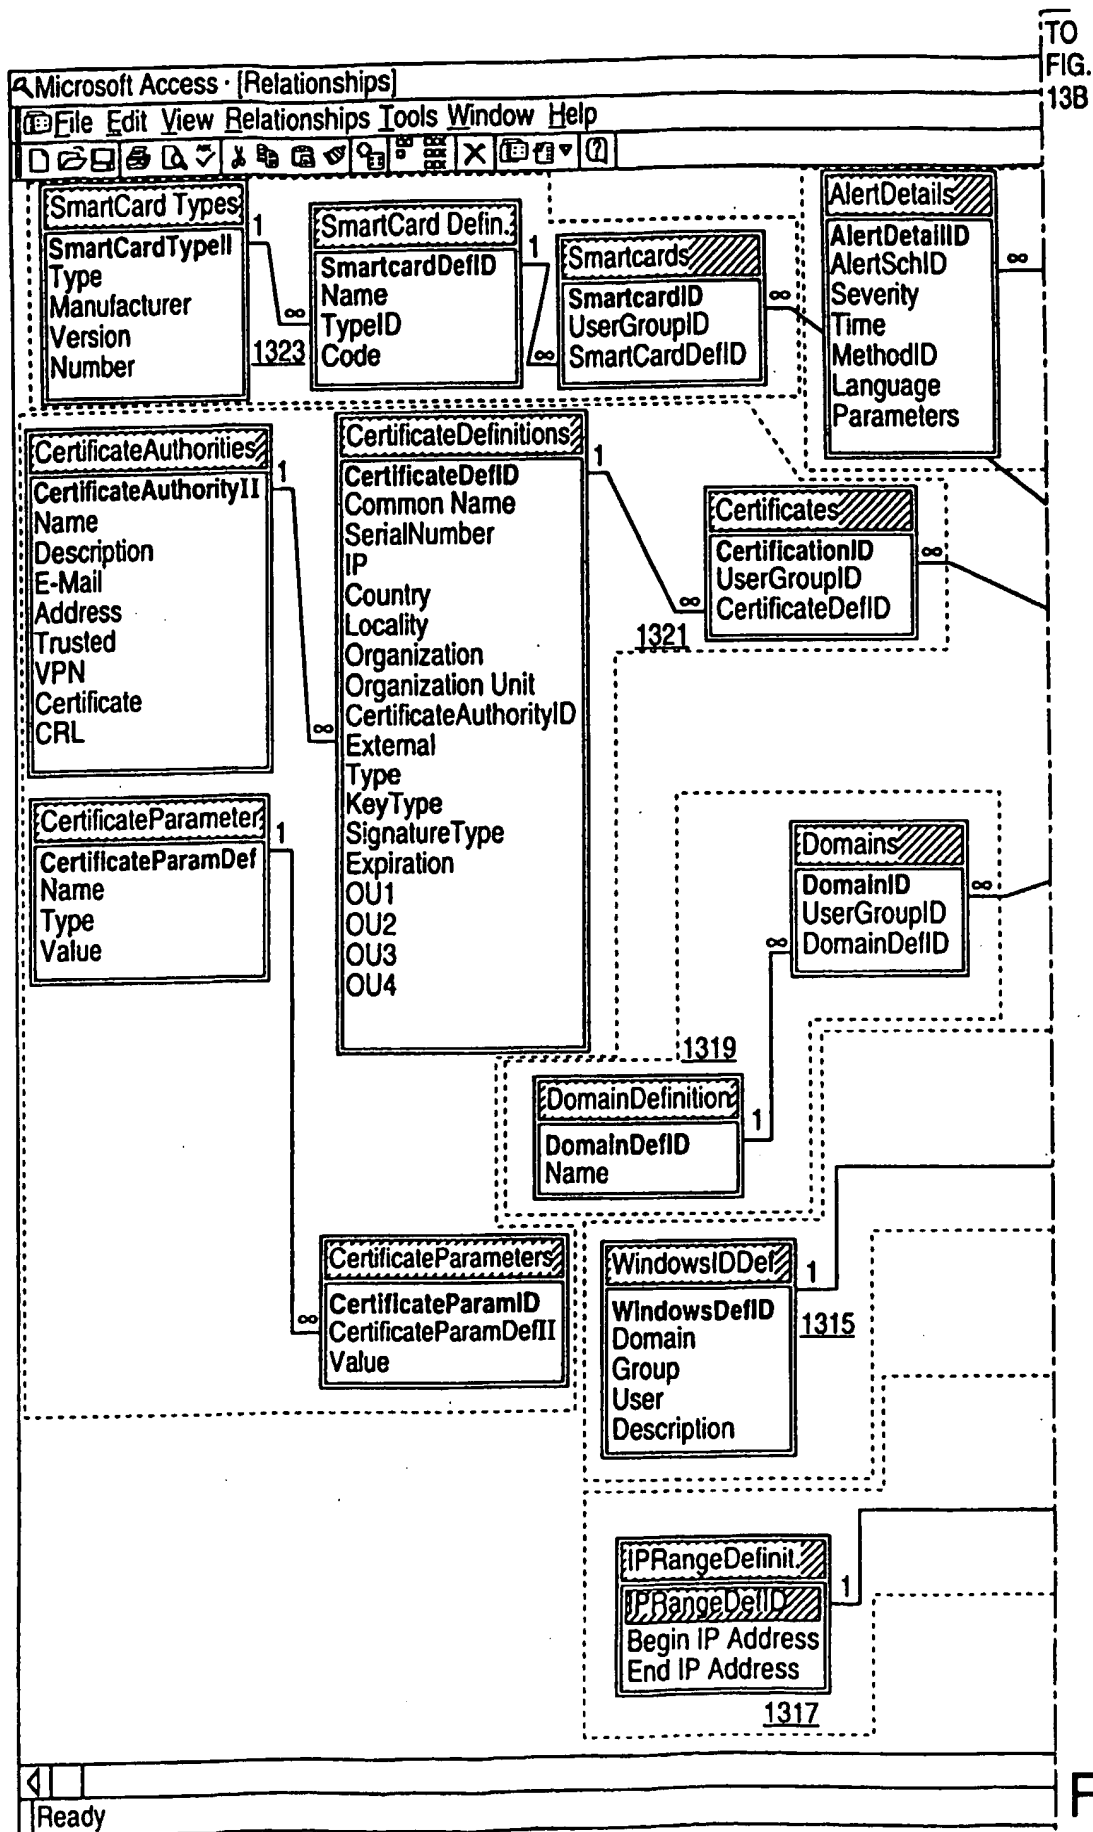 TO
FIG.
13B
Microsoft Access · [Relationships]
File Edit View Relationships Tools Window Help
SmartCard Types
SmartCardTypeII
Type
Manufacturer
Version
Number
1
∞
1323
SmartCard Defin.
SmartcardDefID
Name
TypeID
Code
1
∞
Smartcards
SmartcardID
UserGroupID
SmartCardDefID
∞
AlertDetails
AlertDetailID
AlertSchID
Severity
Time
MethodID
Language
Parameters
∞
CertificateAuthorities
CertificateAuthorityII
Name
Description
E-Mail
Address
Trusted
VPN
Certificate
CRL
1
∞
CertificateDefinitions
CertificateDefID
Common Name
SerialNumber
IP
Country
Locality
Organization
Organization Unit
CertificateAuthorityID
External
Type
KeyType
SignatureType
Expiration
OU1
OU2
OU3
OU4
1
∞
1321
Certificates
CertificationID
UserGroupID
CertificateDefID
∞
CertificateParameter
CertificateParamDef
Name
Type
Value
1
∞
Domains
DomainID
UserGroupID
DomainDefID
∞
∞
1319
DomainDefinition
DomainDefID
Name
1
CertificateParameters
CertificateParamID
CertificateParamDefII
Value
WindowsIDDef
WindowsDefID
Domain
Group
User
Description
1
1315
IPRangeDefinit.
IPRangeDefID
Begin IP Address
End IP Address
1
1317
Ready
F